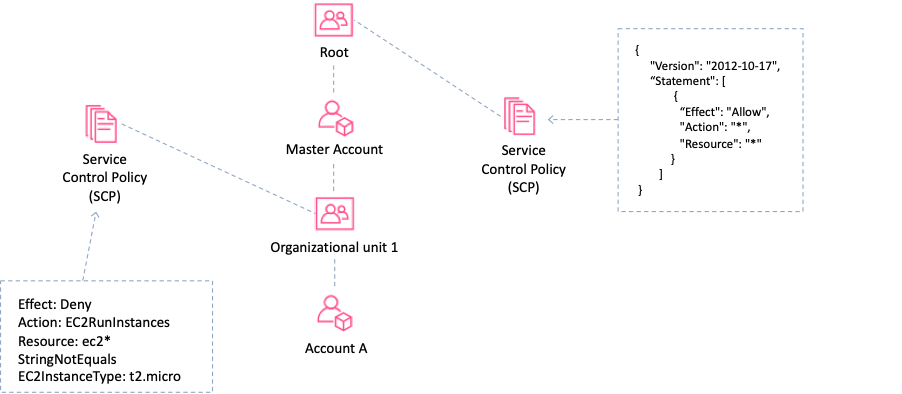 Root
Master Account
Organizational unit 1
Account A
Service
Control Policy
(SCP)
Effect: Deny
Action: EC2RunInstances
Resource: ec2*
StringNotEquals
EC2InstanceType: t2.micro
Service
Control Policy
(SCP)
{
"Version": "2012-10-17",
“Statement": [
{
“Effect": "Allow",
"Action": "*",
"Resource": "*"
}
]
}